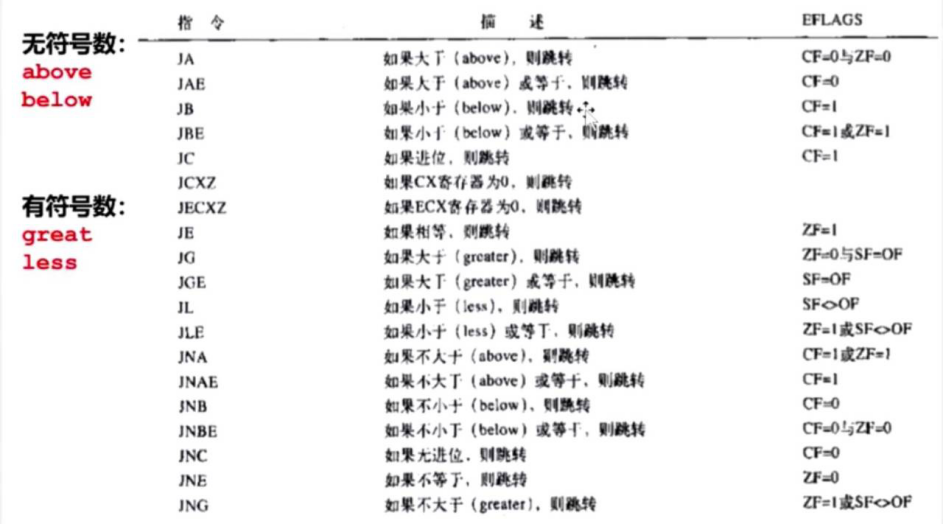 指 令 描 述 EFLAGS
无符号数：
above
below
JA 如果大于（above），则跳转 CF=0与ZF=0
JAE 如果大于（above）或等于，则跳转 CF=0
JB 如果小于（below），则跳转 CF=1
JBE 如果小于（below）或等于，则跳转 CF=1或ZF=1
JC 如果进位，则跳转 CF=1
JCXZ 如果CX寄存器为0，则跳转
有符号数：
great
less
JECXZ 如果ECX寄存器为0，则跳转
JE 如果相等，则跳转 ZF=1
JG 如果大于（greater），则跳转 ZF=0与SF=OF
JGE 如果大于（greater）或等于，则跳转 SF=OF
JL 如果小于（less），则跳转 SF<>OF
JLE 如果小于（less）或等于，则跳转 ZF=1或SF<>OF
JNA 如果不大于（above），则跳转 CF=1或ZF=1
JNAE 如果不大于（above）或等于，则跳转 CF=1
JNB 如果不小于（below），则跳转 CF=0
JNBE 如果不小于（below）或等于，则跳转 CF=0与ZF=0
JNC 如果无进位，则跳转 CF=0
JNE 如果不等于，则跳转 ZF=0
JNG 如果不大于（greater），则跳转 ZF=1或SF<>OF